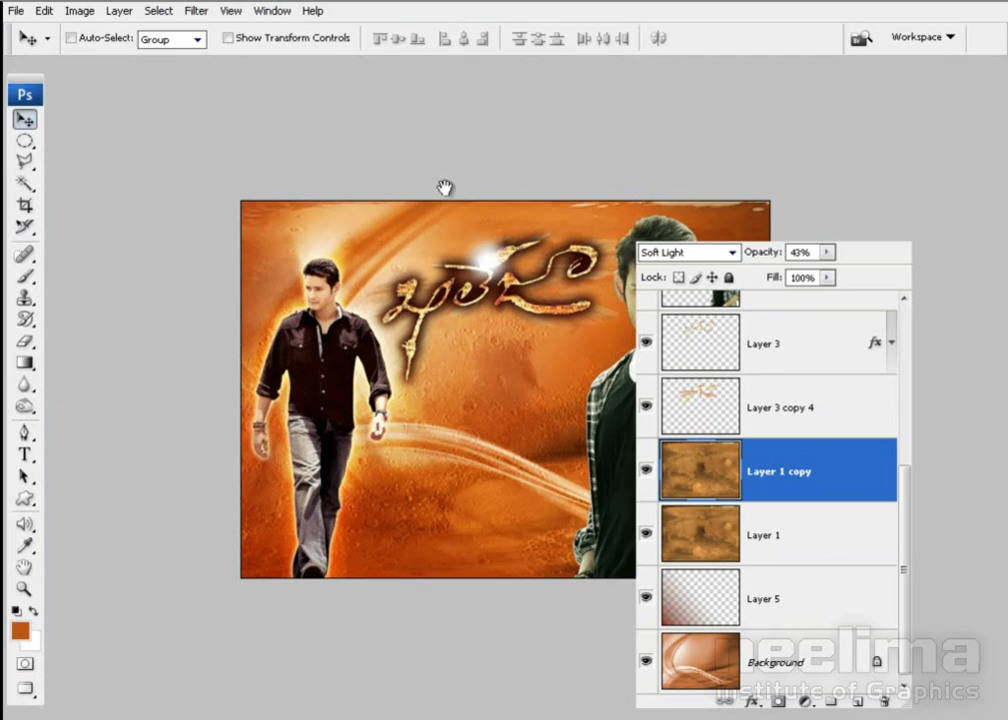 File Edit Image Layer Select Filter View Window Help
Auto-Select: Group Show Transform Controls Workspace
Ps
ఖలేజా
Soft Light Opacity: 43%
Lock: Fill: 100%
Layer 3 fx
Layer 3 copy 4
Layer 1 copy
Layer 1
Layer 5
Background
neelima
institute of Graphics